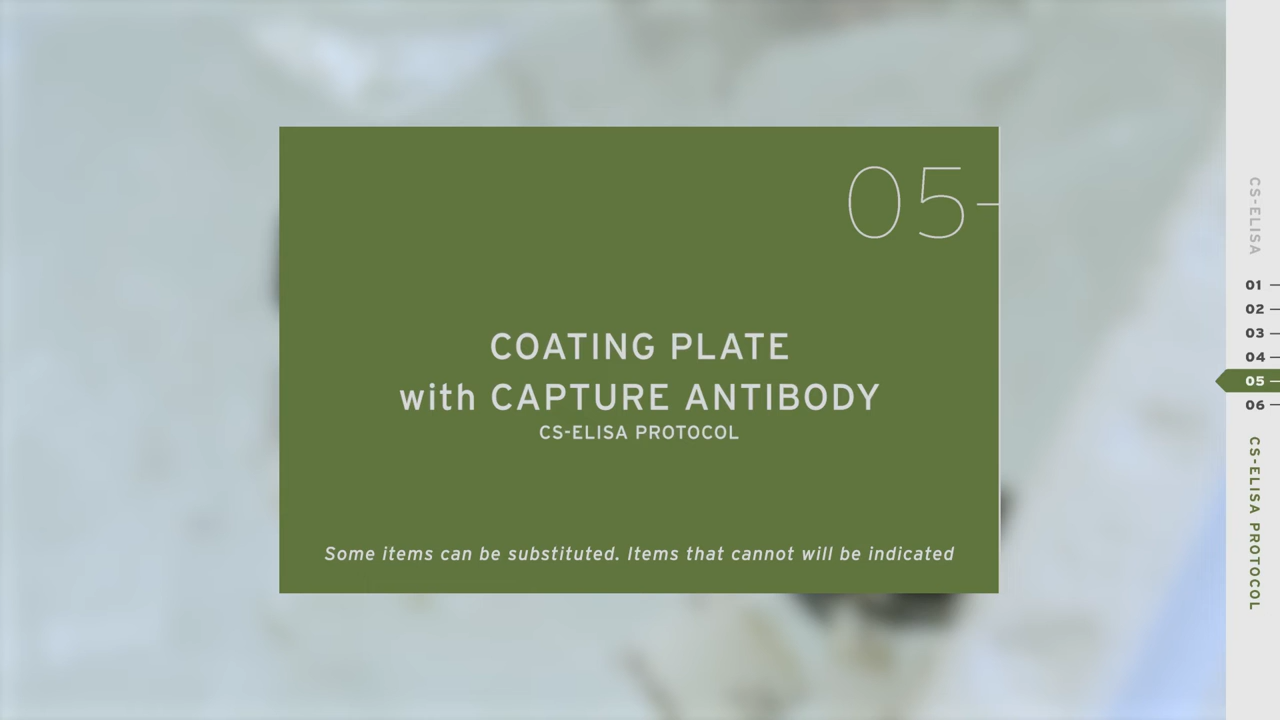 05-
COATING PLATE
with CAPTURE ANTIBODY
CS-ELISA PROTOCOL
Some items can be substituted. Items that cannot will be indicated
CS-ELISA
01
02
03
04
05
06
CS-ELISA PROTOCOL